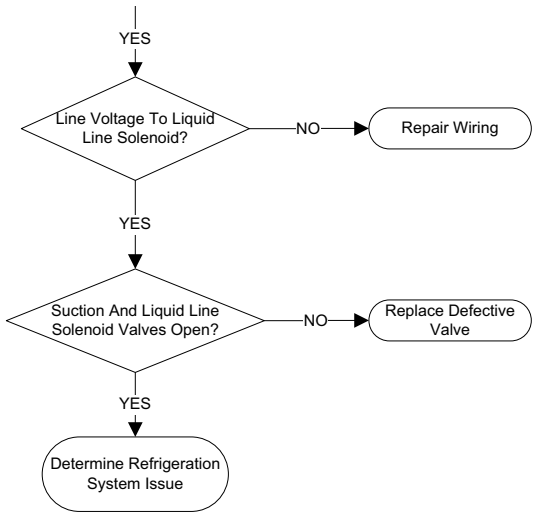 YES
Line Voltage To Liquid
Line Solenoid?
NO
Repair Wiring
YES
Suction And Liquid Line
Solenoid Valves Open?
NO
Replace Defective
Valve
YES
Determine Refrigeration
System Issue